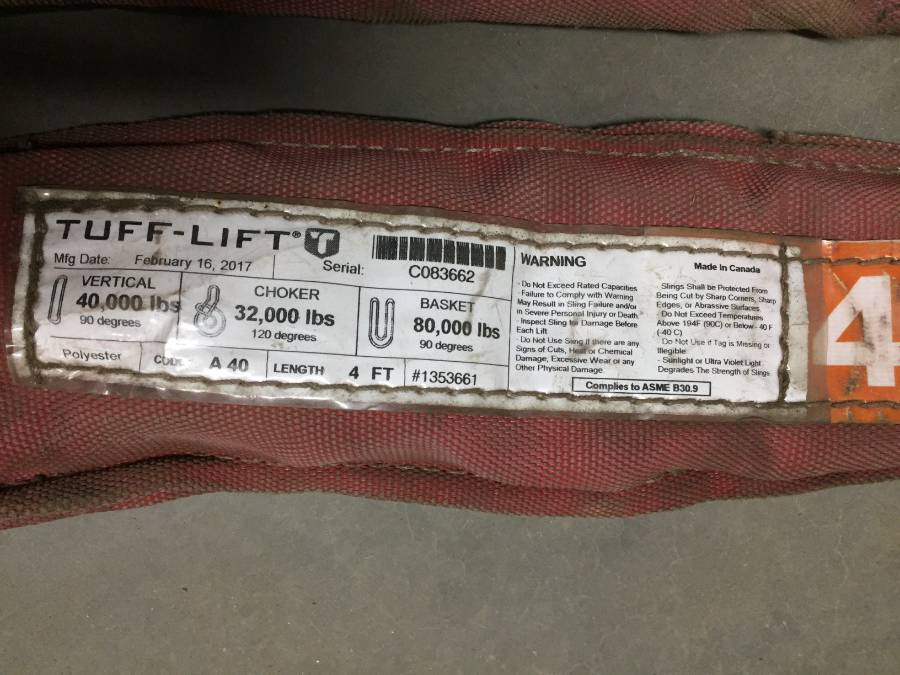 TUFF-LIFT®
Mfg Date: February 16, 2017
Serial:
C083662
VERTICAL
40,000 lbs
90 degrees
CHOKER
32,000 lbs
120 degrees
BASKET
80,000 lbs
90 degrees
Polyester
CODE A 40
LENGTH 4 FT
#1353661
WARNING
· Do Not Exceed Rated Capacities
· Failure to Comply with Warning
May Result in Sling Failure and/or
in Severe Personal Injury or Death
· Inspect Sling for Damage Before
Each Lift
· Do Not Use Sling If there are any
Signs of Cuts, Heat or Chemical
Damage, Excessive Wear or any
Other Physical Damage.
Made In Canada
· Slings Shall be Protected From
Being Cut by Sharp Corners, Sharp
Edges, or Abrassive Surfaces
· Do Not Exceed Temperatures
Above 194F (90C) or Below - 40 F
(-40 C)
· Do Not Use if Tag is Missing or
Illegible
· Sunlight or Ultra Violet Light
Degrades The Strength of Slings
Complies to ASME B30.9
4